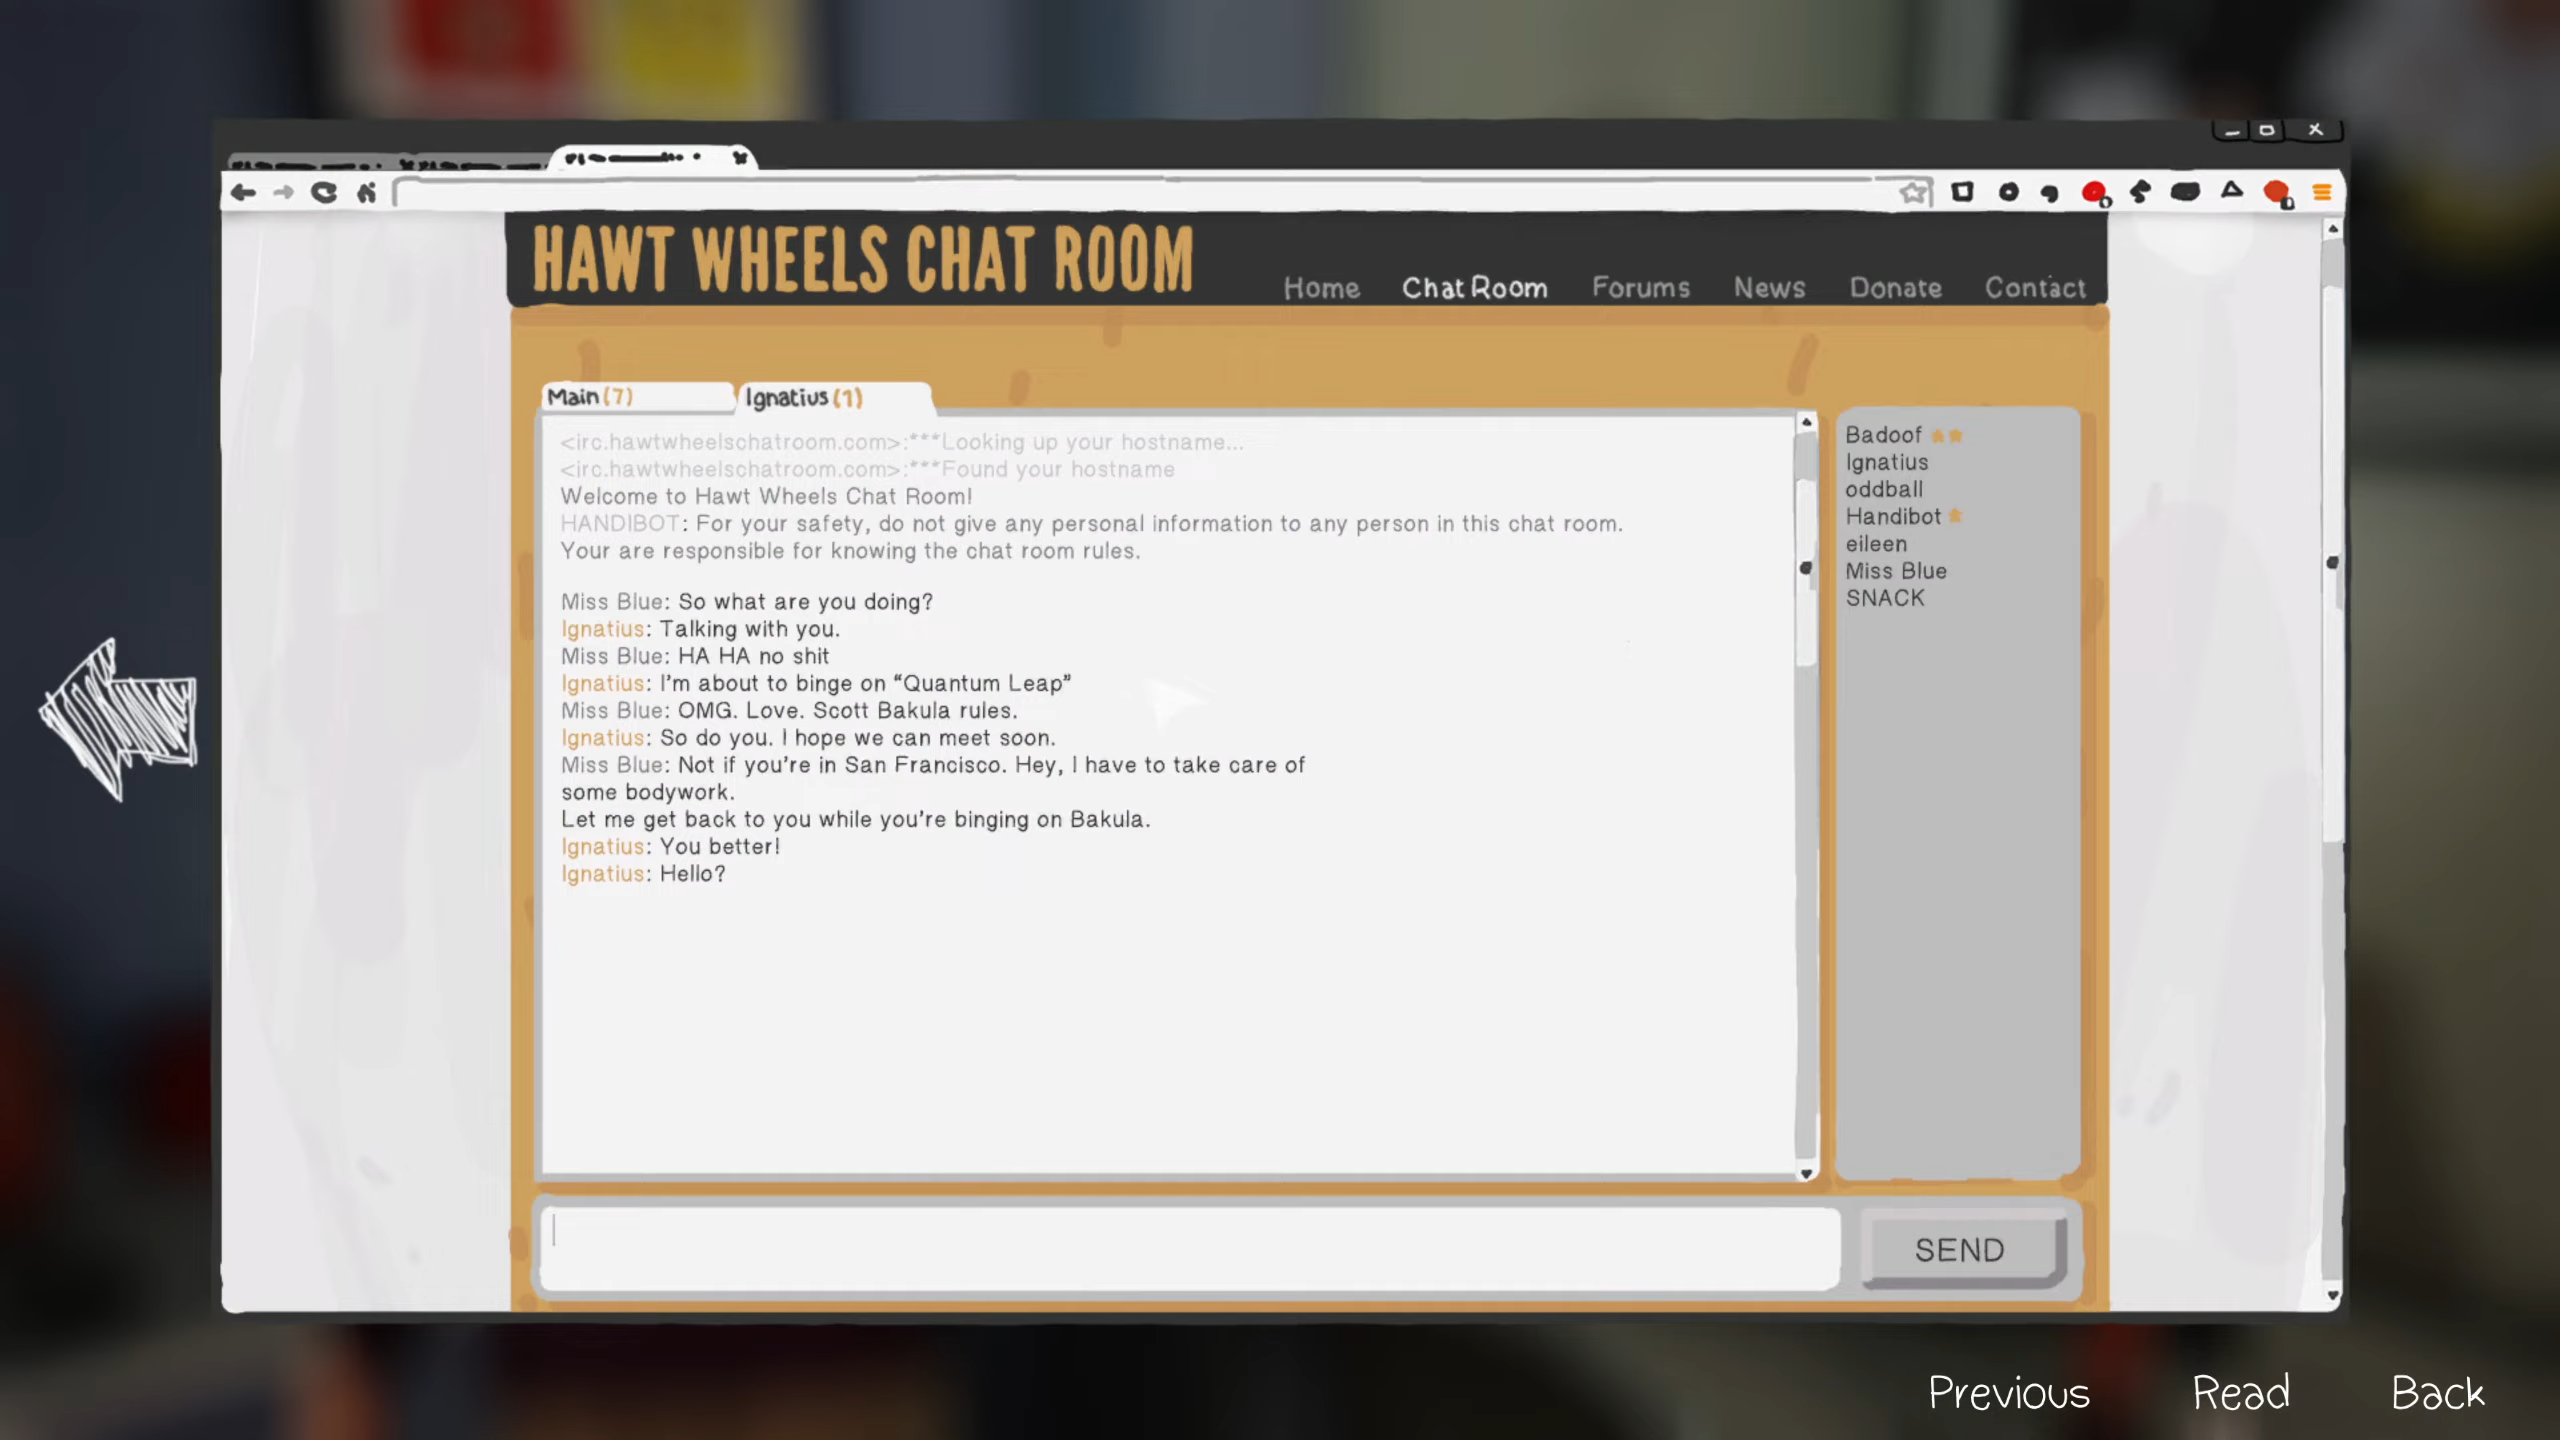 HAWT WHEELS CHAT ROOM
Home Chat Room Forums News Donate Contact
Main (7) Ignatius (1)
<irc.hawtwheelschatroom.com>:***Looking up your hostname...
<irc.hawtwheelschatroom.com>:***Found your hostname
Welcome to Hawt Wheels Chat Room!
HANDIBOT: For your safety, do not give any personal information to any person in this chat room.
Your are responsible for knowing the chat room rules.
Miss Blue: So what are you doing?
Ignatius: Talking with you.
Miss Blue: HA HA no shit
Ignatius: I'm about to binge on “Quantum Leap”
Miss Blue: OMG. Love. Scott Bakula rules.
Ignatius: So do you. I hope we can meet soon.
Miss Blue: Not if you're in San Francisco. Hey, I have to take care of
some bodywork.
Let me get back to you while you're binging on Bakula.
Ignatius: You better!
Ignatius: Hello?
Badoof
Ignatius
oddball
Handibot
eileen
Miss Blue
SNACK
SEND
Previous Read Back